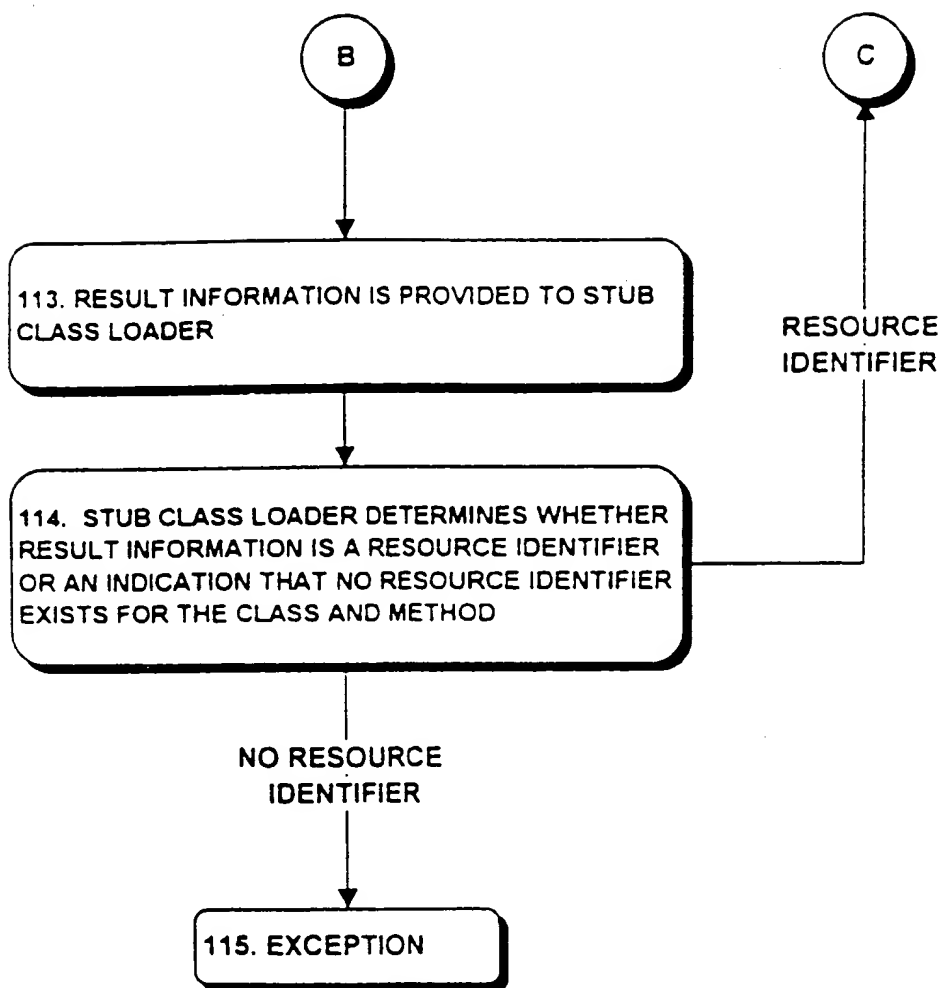 B
C
113. RESULT INFORMATION IS PROVIDED TO STUB
CLASS LOADER
RESOURCE
IDENTIFIER
114. STUB CLASS LOADER DETERMINES WHETHER
RESULT INFORMATION IS A RESOURCE IDENTIFIER
OR AN INDICATION THAT NO RESOURCE IDENTIFIER
EXISTS FOR THE CLASS AND METHOD
NO RESOURCE
IDENTIFIER
115. EXCEPTION